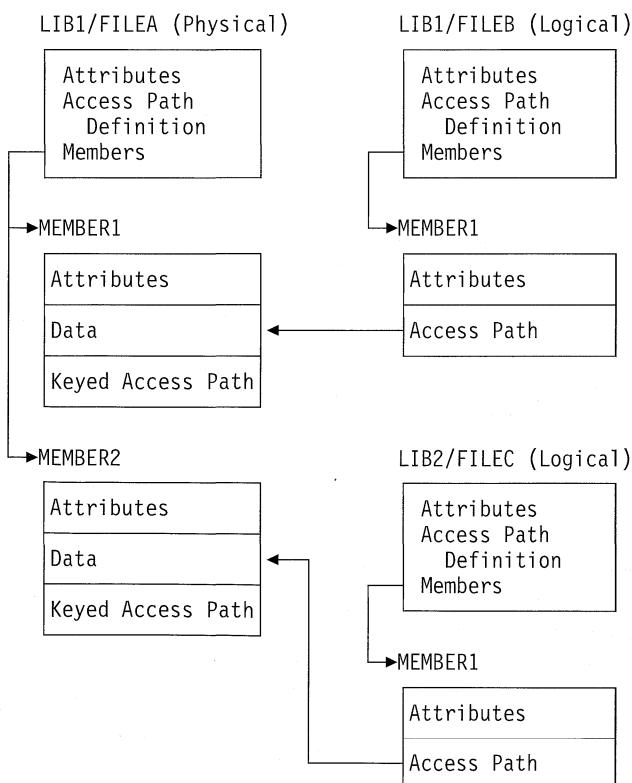 LIB1/FILEA (Physical)
Attributes
Access Path
Definition
Members
MEMBER1
Attributes
Data
Keyed Access Path
MEMBER2
Attributes
Data
Keyed Access Path
LIB1/FILEB (Logical)
Attributes
Access Path
Definition
Members
MEMBER1
Attributes
Access Path
LIB2/FILEC (Logical)
Attributes
Access Path
Definition
Members
MEMBER1
Attributes
Access Path